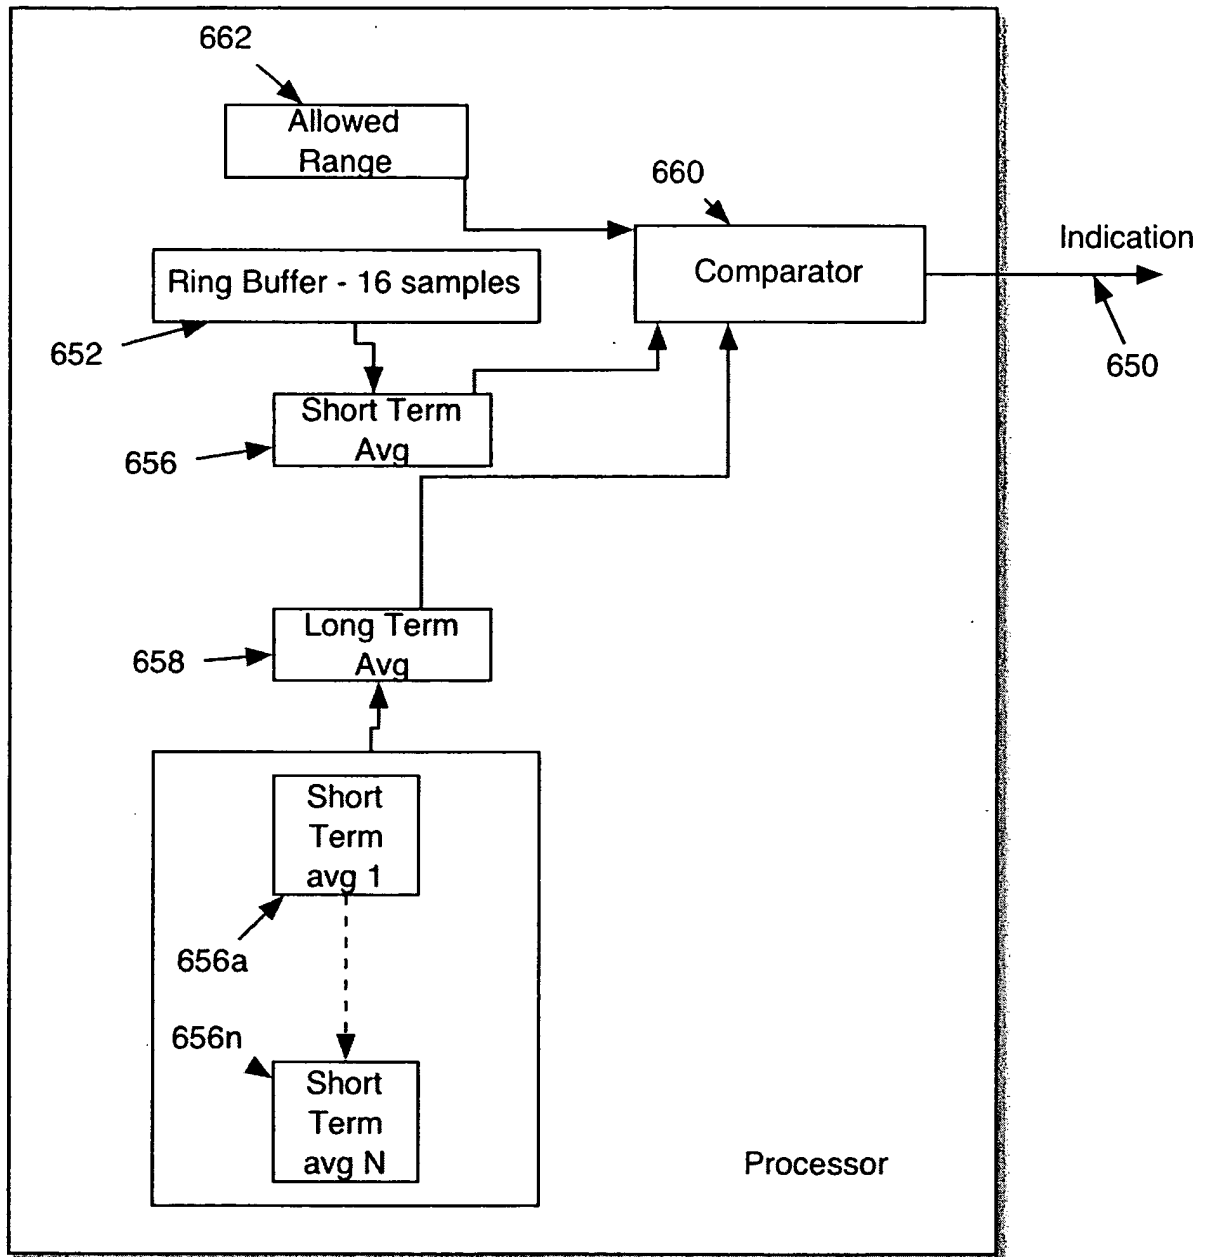 662
Allowed
Range
660
Indication
Comparator
Ring Buffer - 16 samples
652
650
Short Term
Avg
656
Long Term
Avg
658
Short
Term
avg 1
656a
656n
Short
Term
avg N
Processor